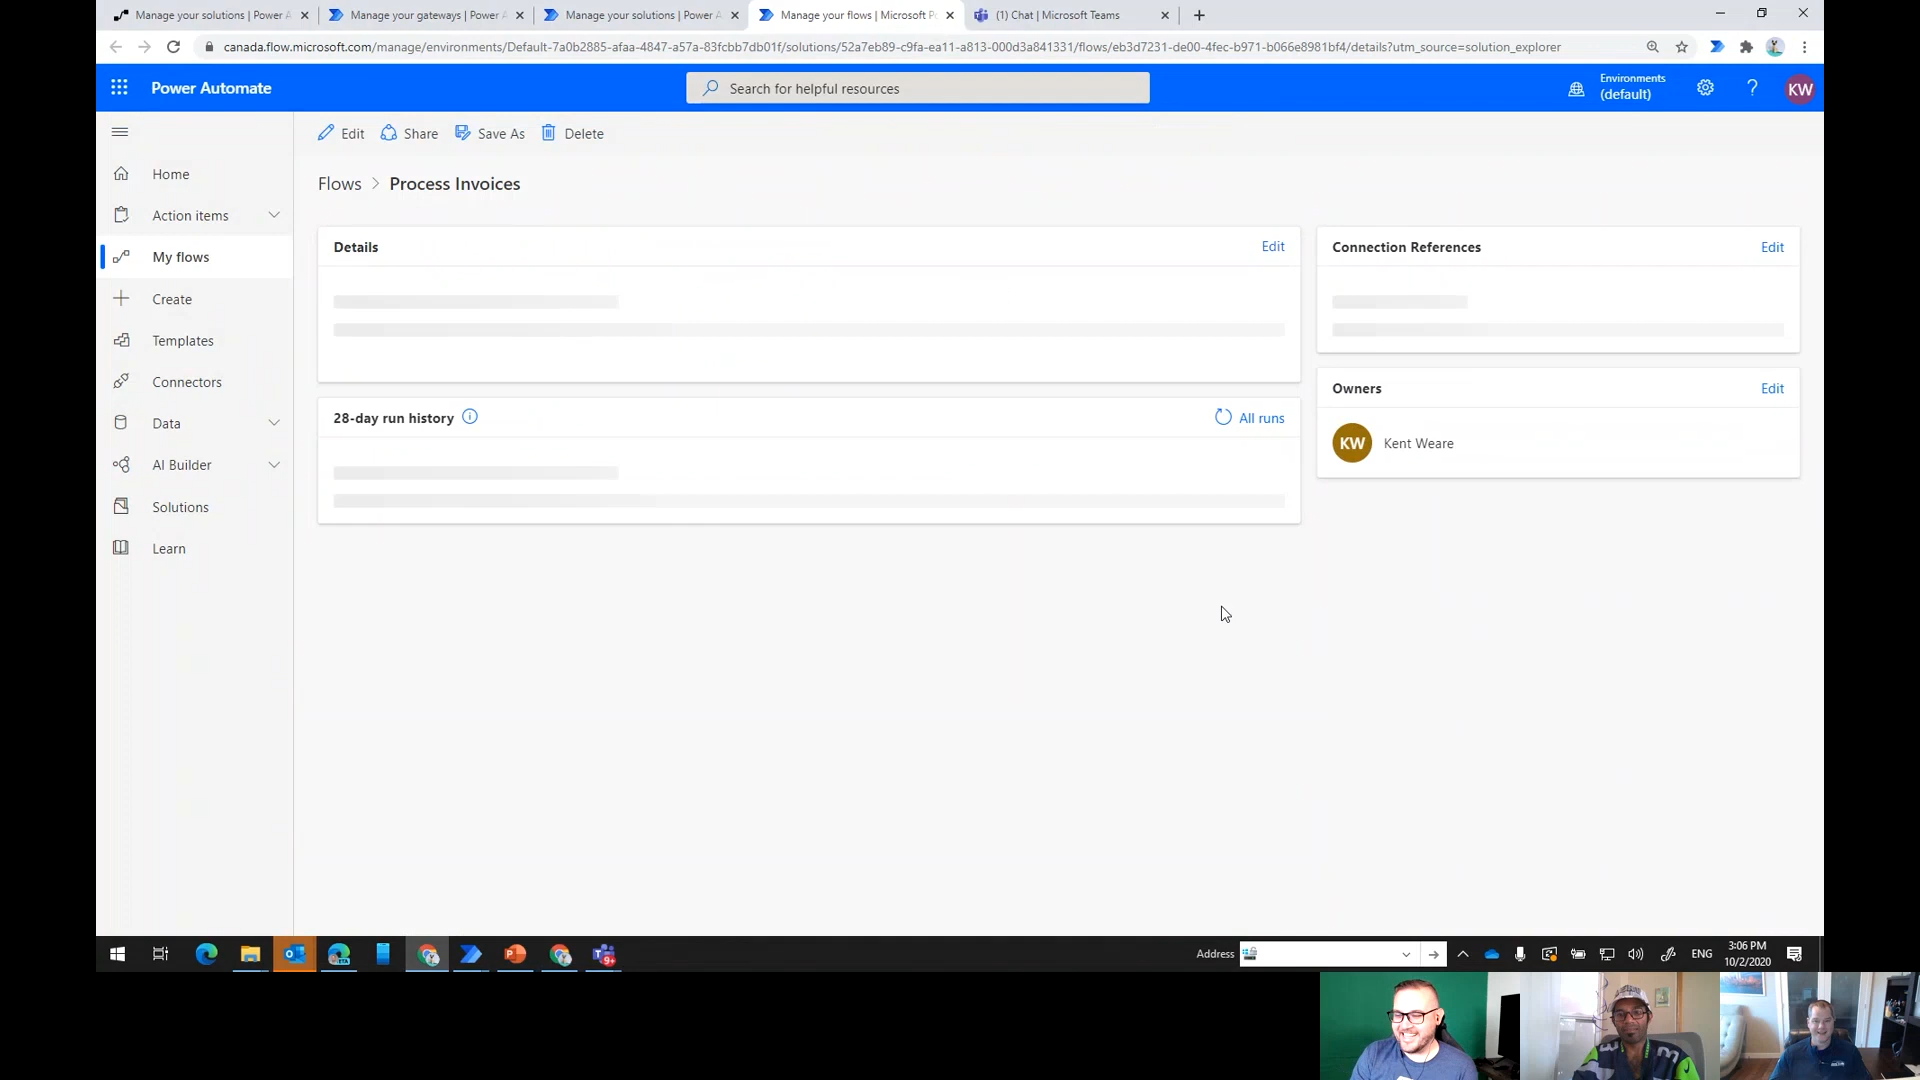 Manage your solutions | Power A
Manage your gateways | Power A
Manage your solutions | Power A
Manage your flows | Microsoft Po
(1) Chat | Microsoft Teams
canada.flow.microsoft.com/manage/environments/Default-7a0b2885-afaa-4847-a57a-83fcbb7db01f/solutions/52a7eb89-c9fa-ea11-a813-000d3a841331/flows/eb3d7231-de00-4fec-b971-b066e8981bf4/details?utm_source=solution_explorer
Power Automate
Search for helpful resources
Environments
(default)
KW
Edit
Share
Save As
Delete
Home
Action items
My flows
Create
Templates
Connectors
Data
AI Builder
Solutions
Learn
Flows > Process Invoices
Details
Edit
28-day run history
All runs
Connection References
Edit
Owners
Edit
KW
Kent Weare
Address
ENG
3:06 PM
10/2/2020